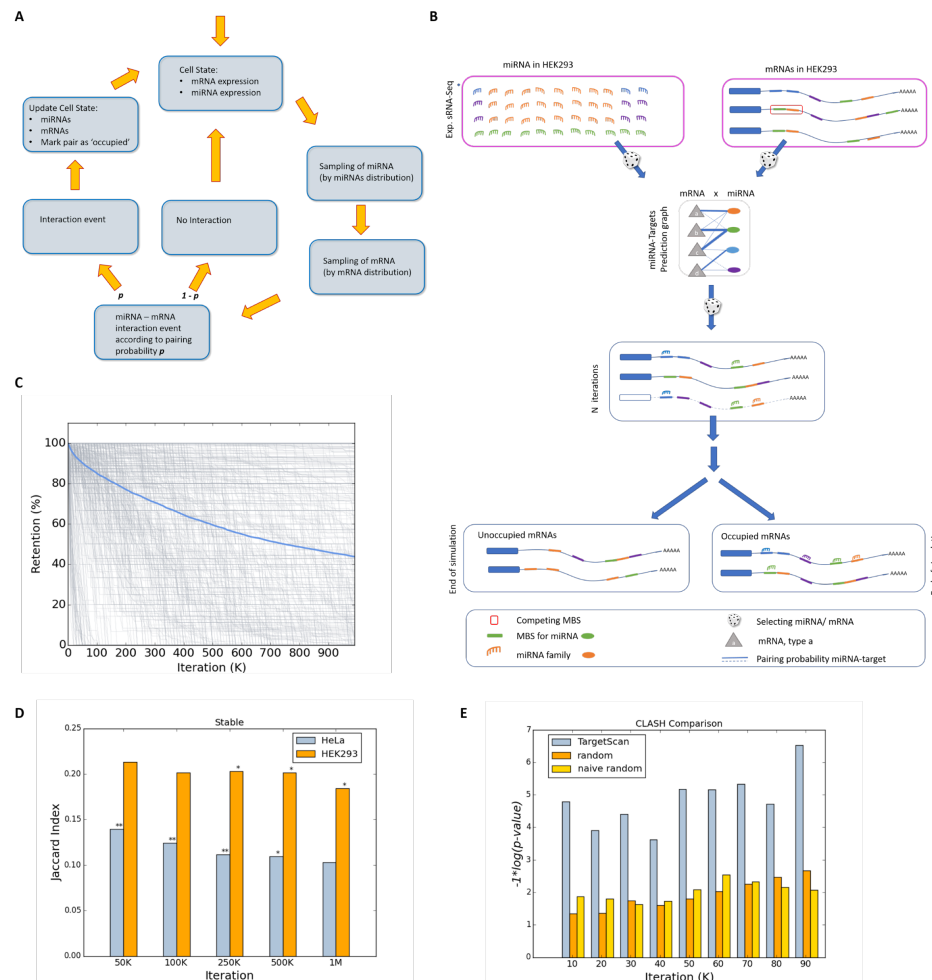 A
Cell State:
• mRNA expression
• miRNA expression
Update Cell State:
• miRNAs
• mRNAs
• Mark pair as 'occupied'
Sampling of miRNA
(by miRNAs distribution)
Interaction event
No Interaction
Sampling of mRNA
(by mRNA distribution)
p
1 - p
miRNA – mRNA
interaction event
according to pairing
probability p
B
miRNA in HEK293
mRNAs in HEK293
Exp. sRNA-Seq
AAAAA
AAAAA
AAAAA
mRNA x miRNA
miRNA-Targets
Prediction graph
N iterations
AAAAA
AAAAA
AAAAA
End of simulation
Unoccupied mRNAs
AAAAA
AAAAA
Occupied mRNAs
AAAAA
AAAAA
Competing MBS
MBS for miRNA
miRNA family
Selecting miRNA/ mRNA
a
mRNA, type a
Pairing probability miRNA-target
C
Retention (%)
100
80
60
40
20
0
0 100 200 300 400 500 600 700 800 900
Iteration (K)
D
Stable
HeLa
HEK293
Jaccard Index
0.25
0.20
0.15
0.10
0.05
0.00
** ** ** * * * *
50K 100K 250K 500K 1M
Iteration
E
CLASH Comparison
TargetScan
random
naive random
-1*log(p-value)
7
6
5
4
3
2
1
0
10 20 30 40 50 60 70 80 90
Iteration (K)